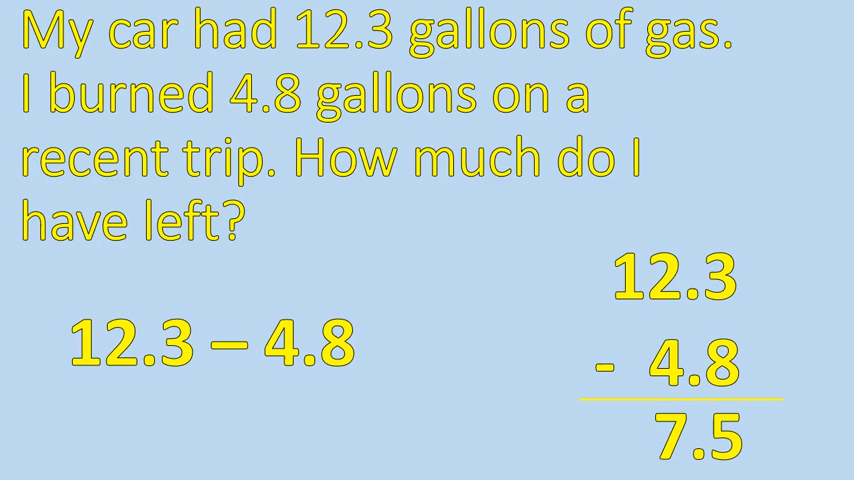 My car had 12.3 gallons of gas.
I burned 4.8 gallons on a
recent trip. How much do I
have left?
12.3 – 4.8
12.3
- 4.8
7.5